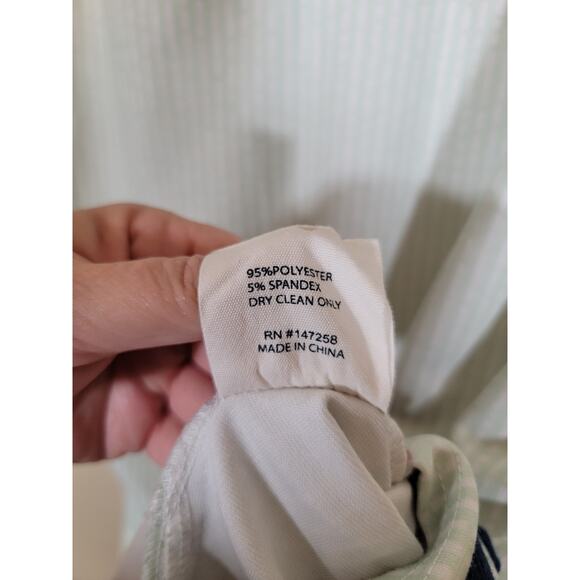 95%POLYESTER
5% SPANDEX
DRY CLEAN ONLY
RN #147258
MADE IN CHINA